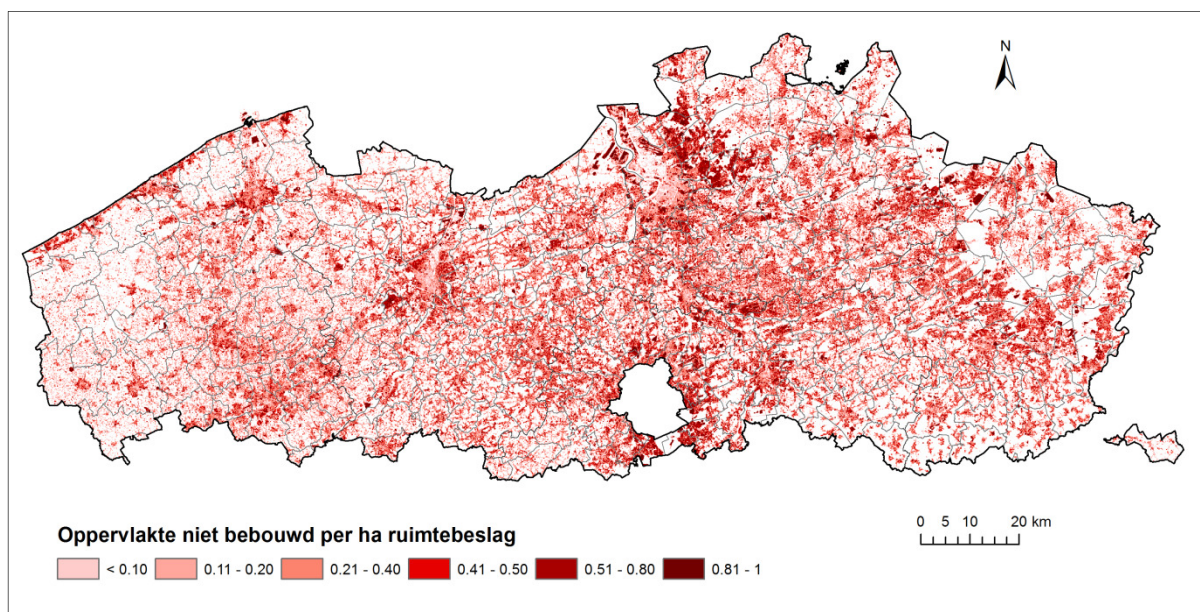 N
Oppervlakte niet bebouwd per ha ruimtebeslag
< 0.10 0.11 - 0.20 0.21 - 0.40 0.41 - 0.50 0.51 - 0.80 0.81 - 1
0 5 10 20 km